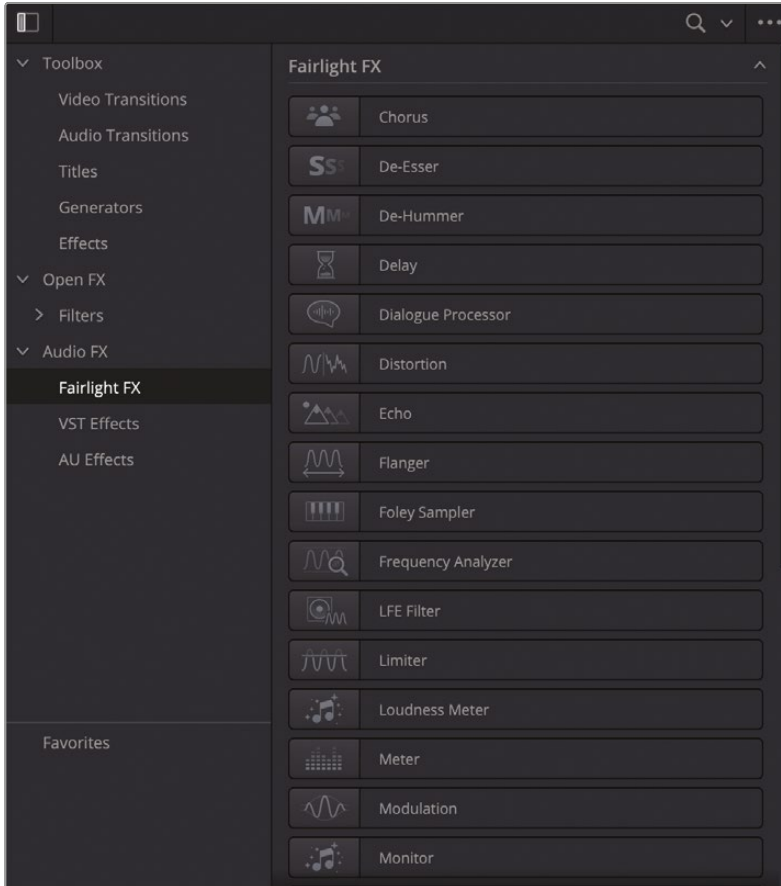 Toolbox
Video Transitions
Audio Transitions
Titles
Generators
Effects
Open FX
Filters
Audio FX
Fairlight FX
VST Effects
AU Effects
Favorites
Fairlight FX
Chorus
SSS De-Esser
MMM De-Hummer
Delay
Dialogue Processor
Distortion
Echo
Flanger
Foley Sampler
Frequency Analyzer
LFE Filter
Limiter
Loudness Meter
Meter
Modulation
Monitor